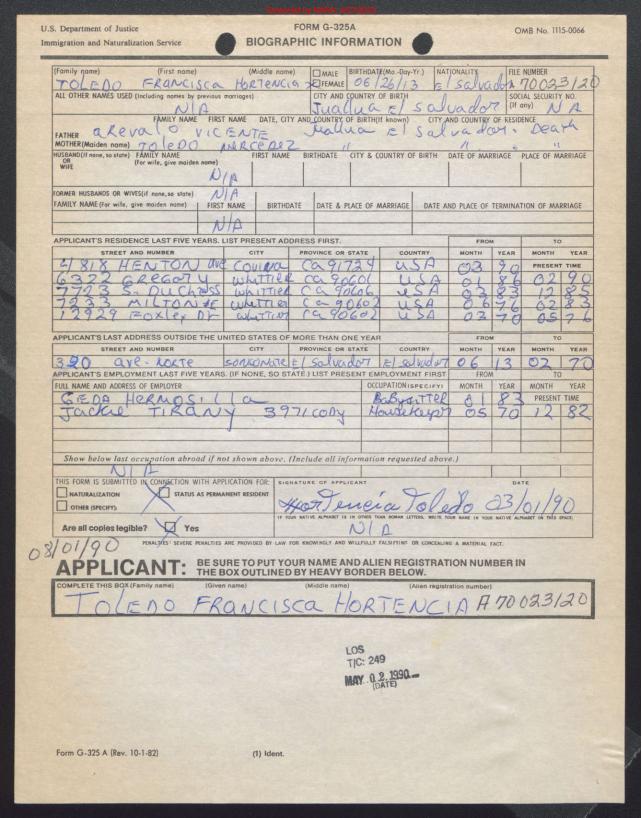 U.S. Department of Justice
Immigration and Naturalization Service
FORM G-325A
BIOGRAPHIC INFORMATION
OMB No. 1115-0066
(Family name) (First name) (Middle name) MALE FEMALE BIRTHDATE(Mo.-Day-Yr.) NATIONALITY FILE NUMBER
TOLEDO FRANCISCA HORTENCIA 06/26/13 El Salvador A 70023120
ALL OTHER NAMES USED (Including names by previous marriages) CITY AND COUNTRY OF BIRTH SOCIAL SECURITY NO. (If any)
N/A Juallua El Salvador N A
FAMILY NAME FIRST NAME DATE, CITY AND COUNTRY OF BIRTH(If known) CITY AND COUNTRY OF RESIDENCE
FATHER arevalo VICENTE El Salvador. Death
MOTHER(Maiden name) TOLEDO MERCEDEZ " " "
HUSBAND(If none, so state) OR WIFE FAMILY NAME (For wife, give maiden name) FIRST NAME BIRTHDATE CITY & COUNTRY OF BIRTH DATE OF MARRIAGE PLACE OF MARRIAGE
N/A
FORMER HUSBANDS OR WIVES(if none, so state) N/A
FAMILY NAME (For wife, give maiden name) FIRST NAME BIRTHDATE DATE & PLACE OF MARRIAGE DATE AND PLACE OF TERMINATION OF MARRIAGE
N/A
APPLICANT'S RESIDENCE LAST FIVE YEARS. LIST PRESENT ADDRESS FIRST. FROM TO
STREET AND NUMBER CITY PROVINCE OR STATE COUNTRY MONTH YEAR MONTH YEAR
4818 HENTON ave Covina Ca 91724 USA 03 90 PRESENT TIME
6322 GREGORY WHITTIER ca 90601 USA 01 86 02 90
7723 WHITTIER Ca 90606 USA 03 83 12 85
7233 MILTON WHITTIER Ca 90602 USA 06 76 02 83
12929 Foxley DR WHITTIER Ca 90602 USA 02 70 05 76
APPLICANT'S LAST ADDRESS OUTSIDE THE UNITED STATES OF MORE THAN ONE YEAR FROM TO
STREET AND NUMBER CITY PROVINCE OR STATE COUNTRY MONTH YEAR MONTH YEAR
320 ave. NORTE SONSONATE El Salvador El Salvador 06 13 02 70
APPLICANT'S EMPLOYMENT LAST FIVE YEARS. (IF NONE, SO STATE.) LIST PRESENT EMPLOYMENT FIRST FROM TO
FULL NAME AND ADDRESS OF EMPLOYER OCCUPATION (SPECIFY) MONTH YEAR MONTH YEAR
GEDA HERMOSILLA BabysITTER 01 83 PRESENT TIME
Jackie TIRANY 3971 cody Housekeeper 05 70 12 82
Show below last occupation abroad if not shown above. (Include all information requested above.)
N/A
THIS FORM IS SUBMITTED IN CONNECTION WITH APPLICATION FOR: SIGNATURE OF APPLICANT DATE
NATURALIZATION STATUS AS PERMANENT RESIDENT
OTHER (SPECIFY):
Hortencia Toledo 03/01/90
IF YOUR NATIVE ALPHABET IS IN OTHER THAN ROMAN LETTERS, WRITE YOUR NAME IN YOUR NATIVE ALPHABET IN THIS SPACE:
Are all copies legible? Yes N/A
PENALTIES: SEVERE PENALTIES ARE PROVIDED BY LAW FOR KNOWINGLY AND WILLFULLY FALSIFYING OR CONCEALING A MATERIAL FACT.
03/01/90
APPLICANT: BE SURE TO PUT YOUR NAME AND ALIEN REGISTRATION NUMBER IN
THE BOX OUTLINED BY HEAVY BORDER BELOW.
COMPLETE THIS BOX (Family name) (Given name) (Middle name) (Alien registration number)
TOLEDO FRANCISCA HORTENCIA A 70023120
LOS
T/C: 249
MAY 02 1990
(DATE)
Form G-325 A (Rev. 10-1-82)
(1) Ident.